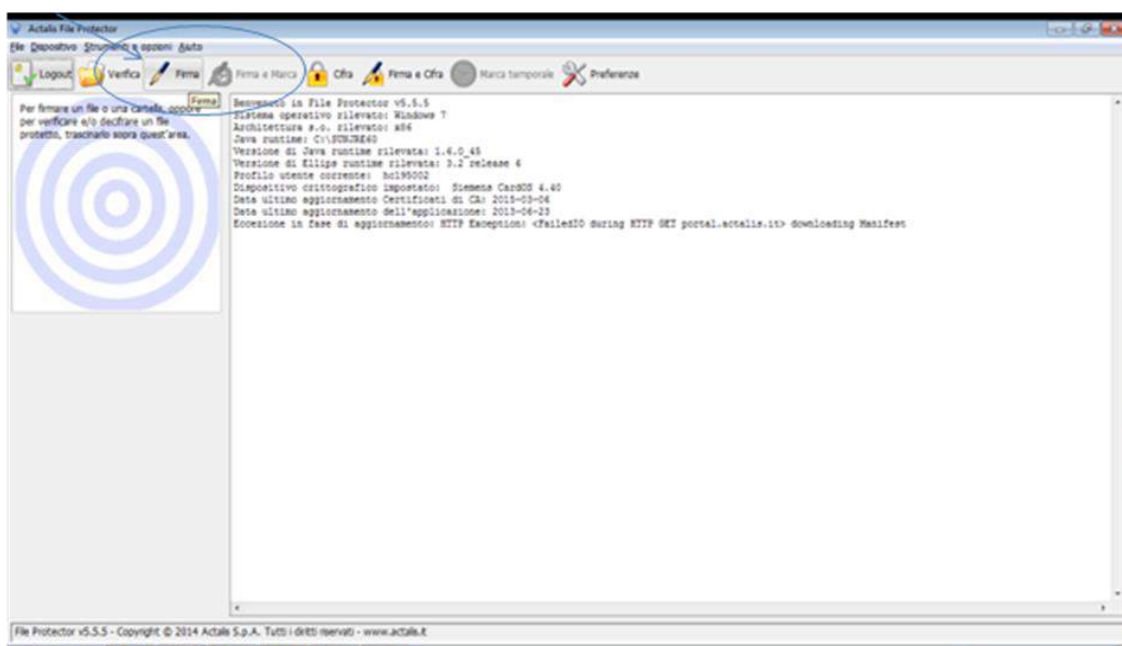 Actalis File Protector
File Dispositivo Strumenti e opzioni Aiuto
Logout Verifica Firma Firma e Marca Cifra Firma e Cifra Marca temporale Preferenze
Firma
Per firmare un file o una cartella, oppure
per verificare e/o decifrare un file
protetto, trascinarlo sopra quest'area.
Benvenuto in File Protector v5.5.5
Sistema operativo rilevato: Windows 7
Architettura s.o. rilevato: x86
Java runtime: C:\SUNJRE60
Versione di Java runtime rilevata: 1.6.0_45
Versione di Ellips runtime rilevata: 3.2 release 6
Profilo utente corrente: hcl95002
Dispositivo crittografico impostato: Siemens CardOS 4.40
Data ultimo aggiornamento Certificati di CA: 2015-03-06
Data ultimo aggiornamento dell'applicazione: 2013-06-23
Eccezione in fase di aggiornamento: HTTP Exception: <FailedIO during HTTP GET portal.actalis.it> downloading Manifest
File Protector v5.5.5 - Copyright © 2014 Actalis S.p.A. Tutti i diritti riservati - www.actalis.it